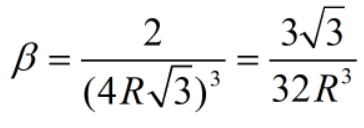 β = 2 / (4R√3)³ = 3√3 / 32R³